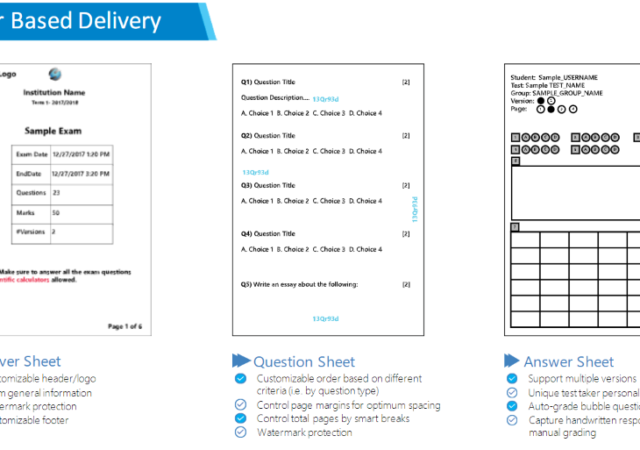 r Based Delivery
ogo
Institution Name
Term 1- 2017/2018
Sample Exam
Exam Date 12/27/2017 1:20 PM
EndDate 12/27/2017 3:20 PM
Questions 23
Marks 50
#Versions 2
Make sure to answer all the exam questions
ntific calculators allowed.
Page 1 of 6
Q1) Question Title [2]
Question Description.... 13Qr93d
A. Choice 1 B. Choice 2 C. Choice 3 D. Choice 4
Q2) Question Title [2]
A. Choice 1 B. Choice 2 C. Choice 3 D. Choice 4
13Qr93d
Q3) Question Title [2]
A. Choice 1 B. Choice 2 C. Choice 3 D. Choice 4
13Qr93d
Q4) Question Title [2]
A. Choice 1 B. Choice 2 C. Choice 3 D. Choice 4
Q5) Write an essay about the following: [2]
13Qr93d
Student: Sample_USERNAME
Test: Sample TEST_NAME
Group: SAMPLE_GROUP_NAME
Version:
Page:
ver Sheet
tomizable header/logo
m general information
ermark protection
tomizable footer
Question Sheet
Customizable order based on different
criteria (i.e. by question type)
Control page margins for optimum spacing
Control total pages by smart breaks
Watermark protection
Answer Sheet
Support multiple versions
Unique test taker personal
Auto-grade bubble questio
Capture handwritten respo
manual grading